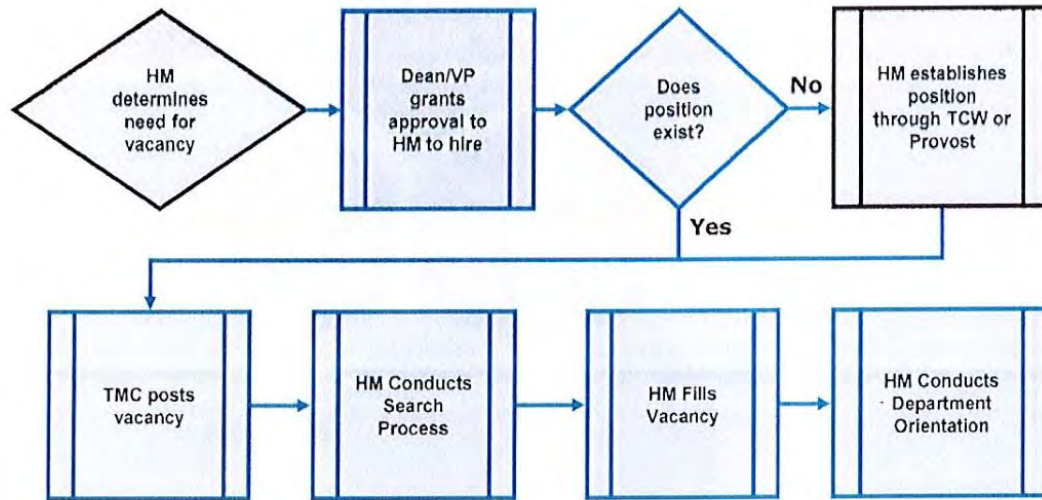 HM
determines
need for
vacancy
Dean/VP
grants
approval to
HM to hire
Does
position
exist?
No
HM establishes
position
through TCW or
Provost
Yes
TMC posts
vacancy
HM Conducts
Search
Process
HM Fills
Vacancy
HM Conducts
Department
Orientation